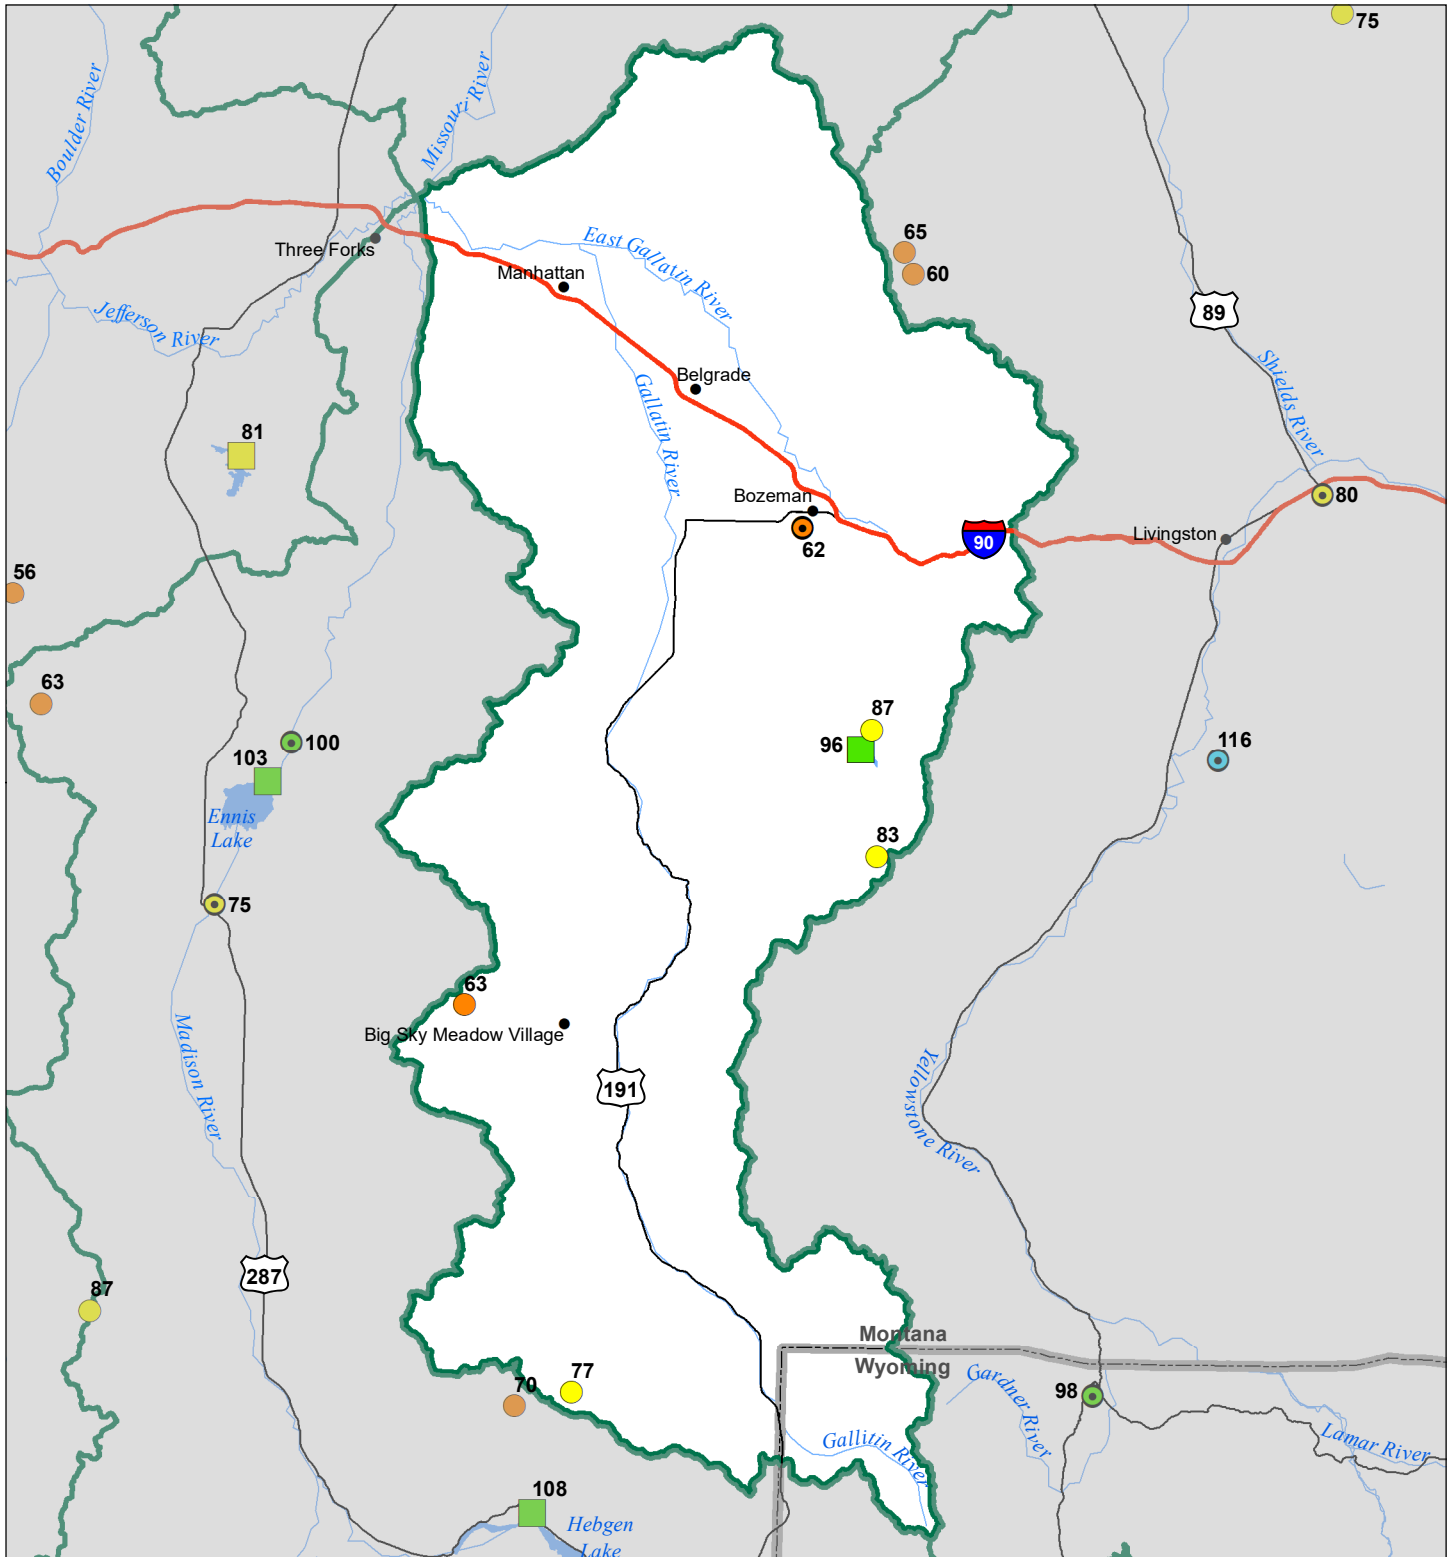 75
Boulder River
Missouri River
65
60
Three Forks
East Gallatin River
Manhattan
89
Jefferson River
Shields River
Belgrade
Gallatin River
81
Bozeman
62
90
Livingston
80
56
63
87
96
116
100
103
Ennis
Lake
83
75
63
Big Sky Meadow Village
Madison River
191
Yellowstone River
287
87
Montana
Wyoming
70
77
Gardner River
98
Gallitin River
Lamar River
108
Hebgen
Lake